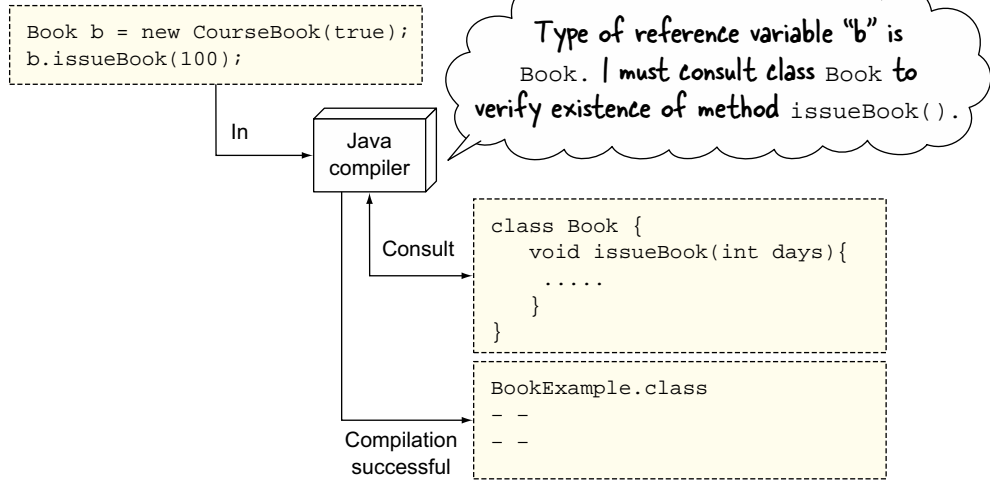 Book b = new CourseBook(true);
b.issueBook(100);
Type of reference variable “b” is
Book. I must consult class Book to
verify existence of method issueBook().
In
Java
compiler
Consult
class Book {
void issueBook(int days){
.....
}
}
BookExample.class
– –
– –
Compilation
successful